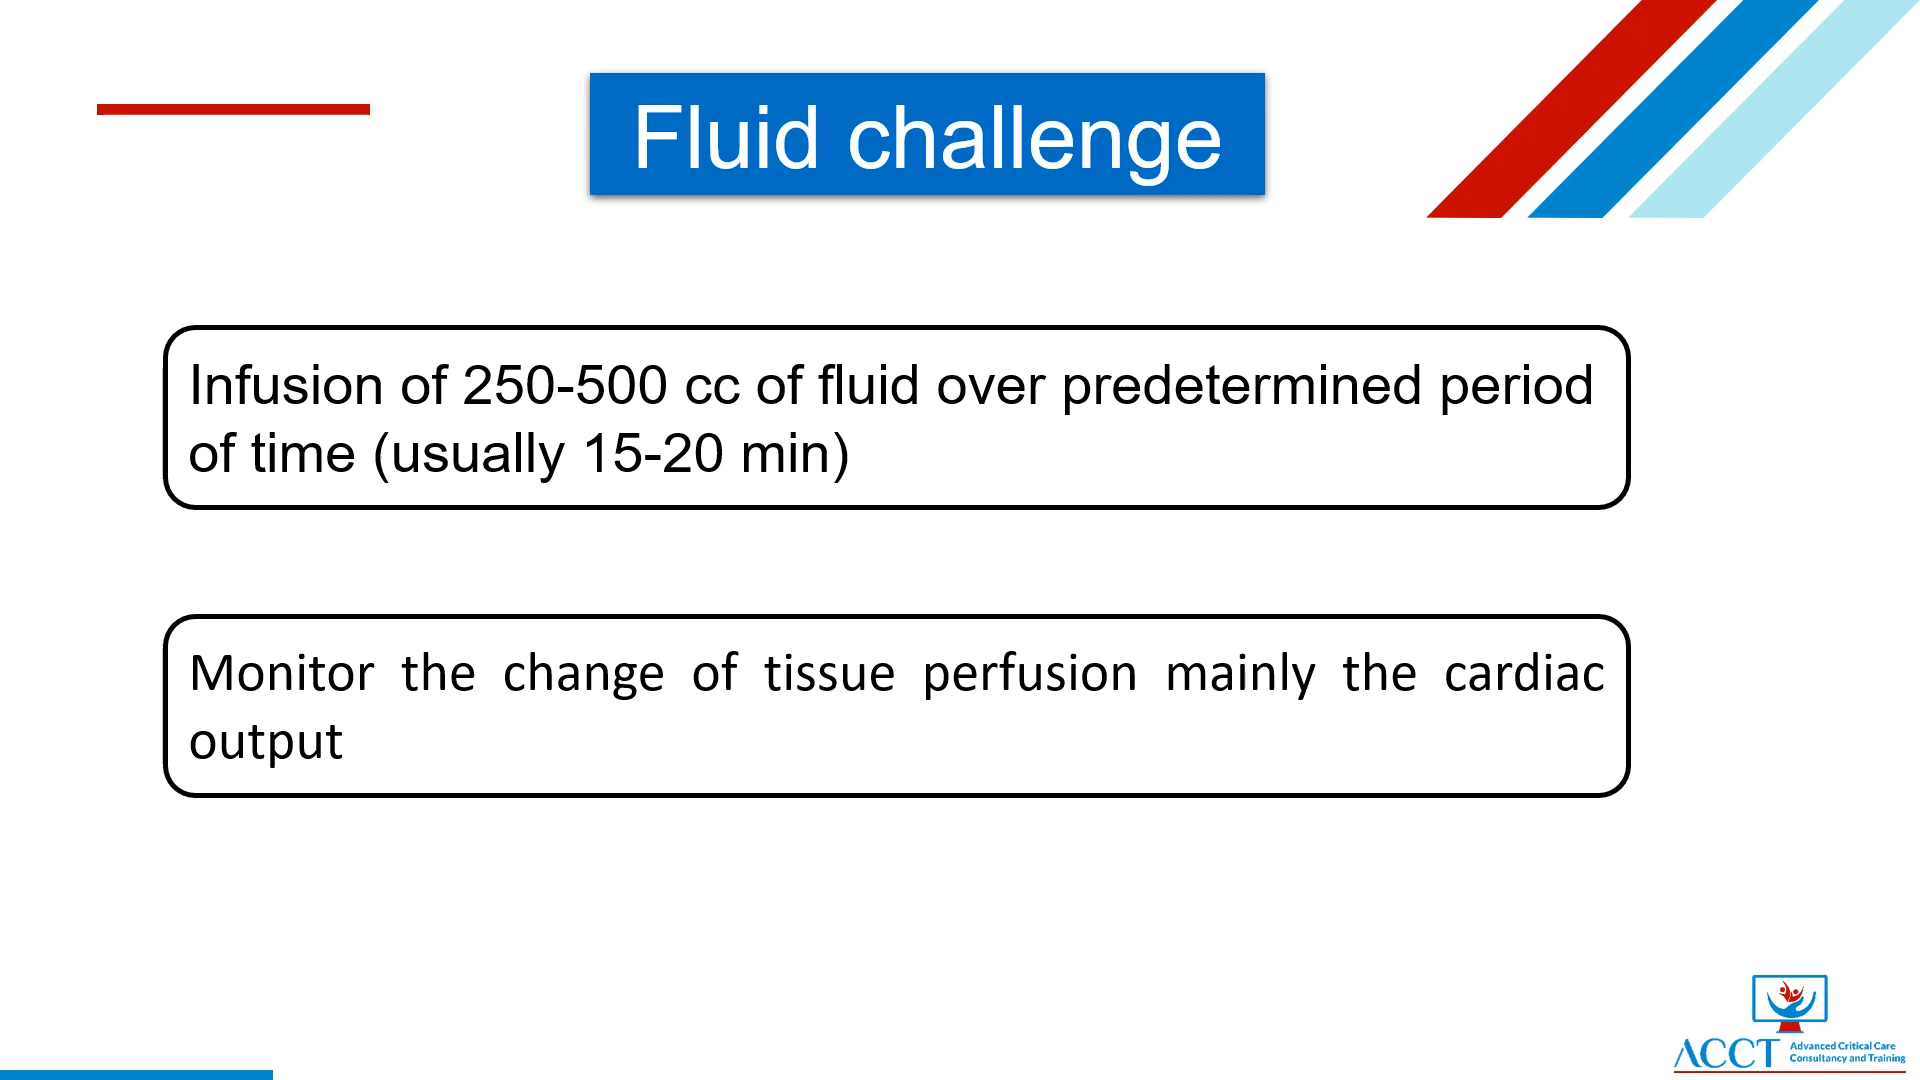 Fluid challenge
Infusion of 250-500 cc of fluid over predetermined period
of time (usually 15-20 min)
Monitor the change of tissue perfusion mainly the cardiac
output
ACCT
Advanced Critical Care
Consultancy and Training